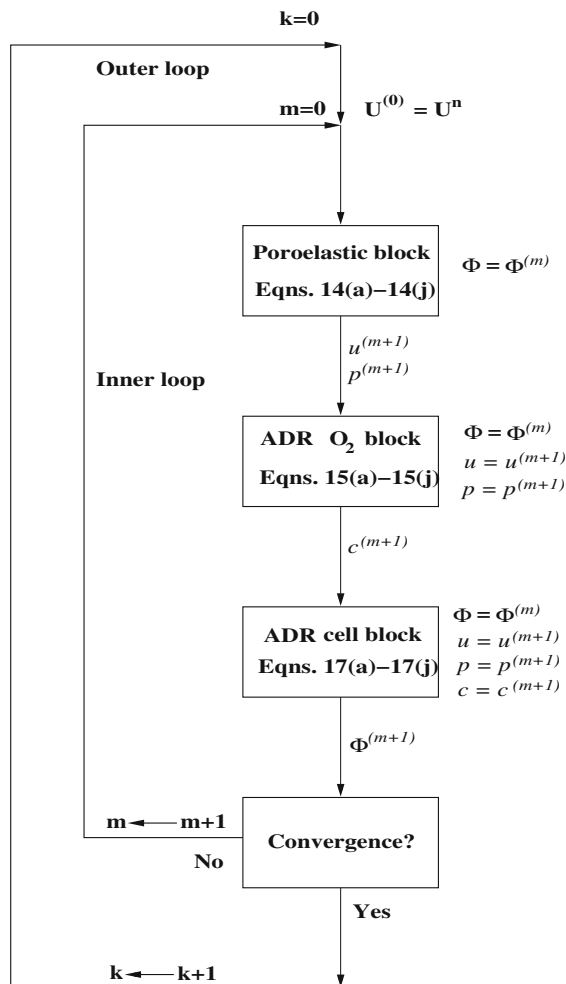 k=0
Outer loop
m=0
U⁽⁰⁾ = Uⁿ
Poroelastic block
Eqns. 14(a)−14(j)
Φ = Φ⁽ᵐ⁾
u⁽ᵐ⁺¹⁾
p⁽ᵐ⁺¹⁾
Inner loop
ADR O₂ block
Eqns. 15(a)−15(j)
Φ = Φ⁽ᵐ⁾
u = u⁽ᵐ⁺¹⁾
p = p⁽ᵐ⁺¹⁾
c⁽ᵐ⁺¹⁾
ADR cell block
Eqns. 17(a)−17(j)
Φ = Φ⁽ᵐ⁾
u = u⁽ᵐ⁺¹⁾
p = p⁽ᵐ⁺¹⁾
c = c⁽ᵐ⁺¹⁾
Φ⁽ᵐ⁺¹⁾
m ← m+1
No
Convergence?
Yes
k ← k+1